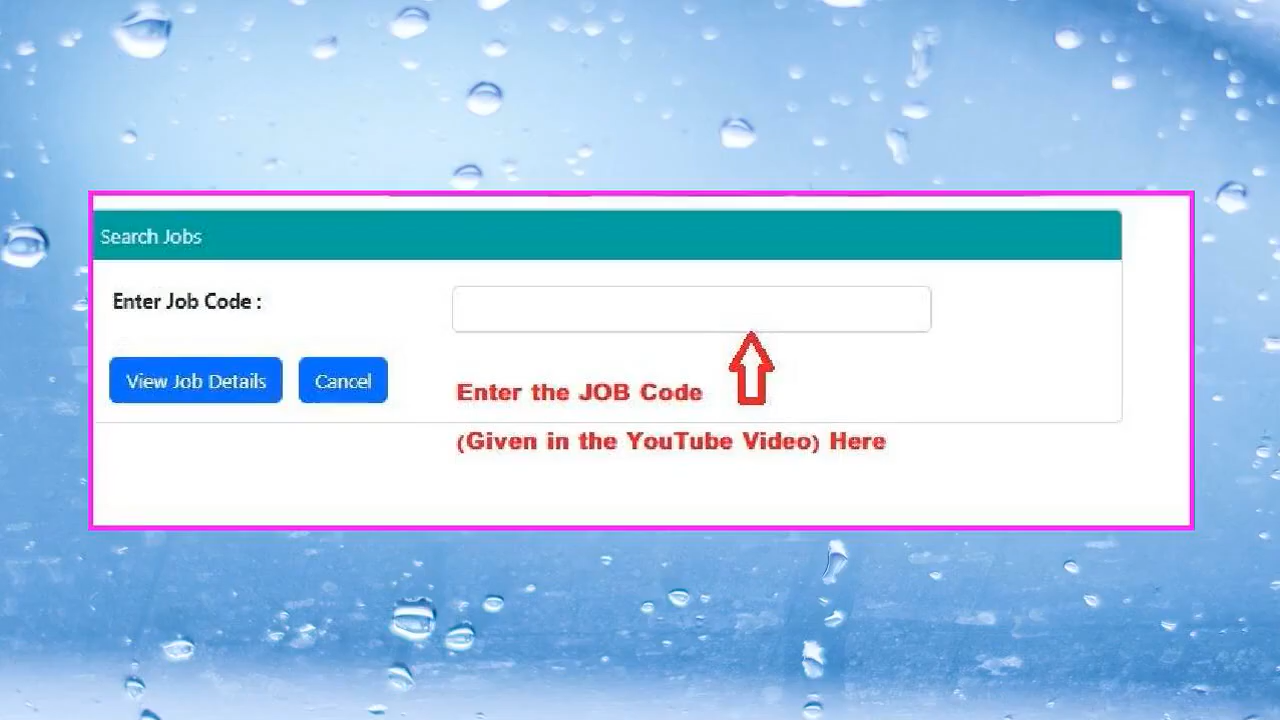 Search Jobs
Enter Job Code :
View Job Details Cancel
Enter the JOB Code
(Given in the YouTube Video) Here